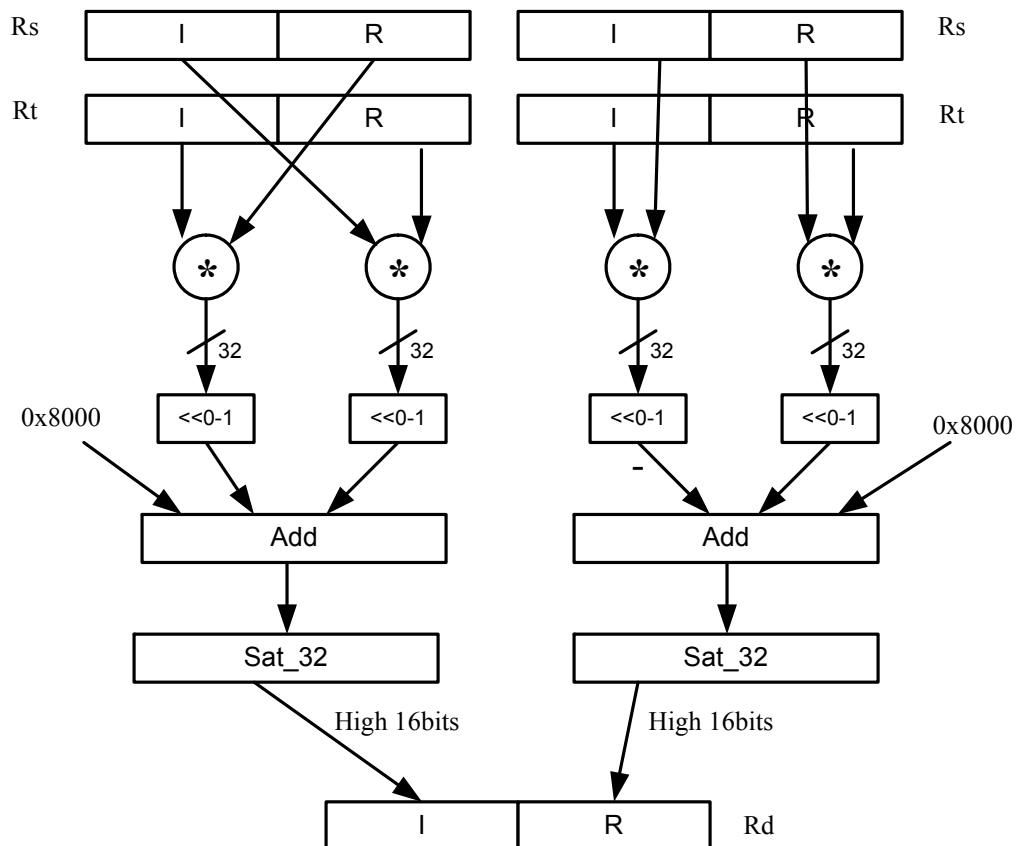 Rs I R I R Rs
Rt I R I R Rt
* * * *
32 32 32 32
0x8000 <<0-1 <<0-1 <<0-1 <<0-1 0x8000
-
Add Add
Sat_32 Sat_32
High 16bits High 16bits
I R Rd